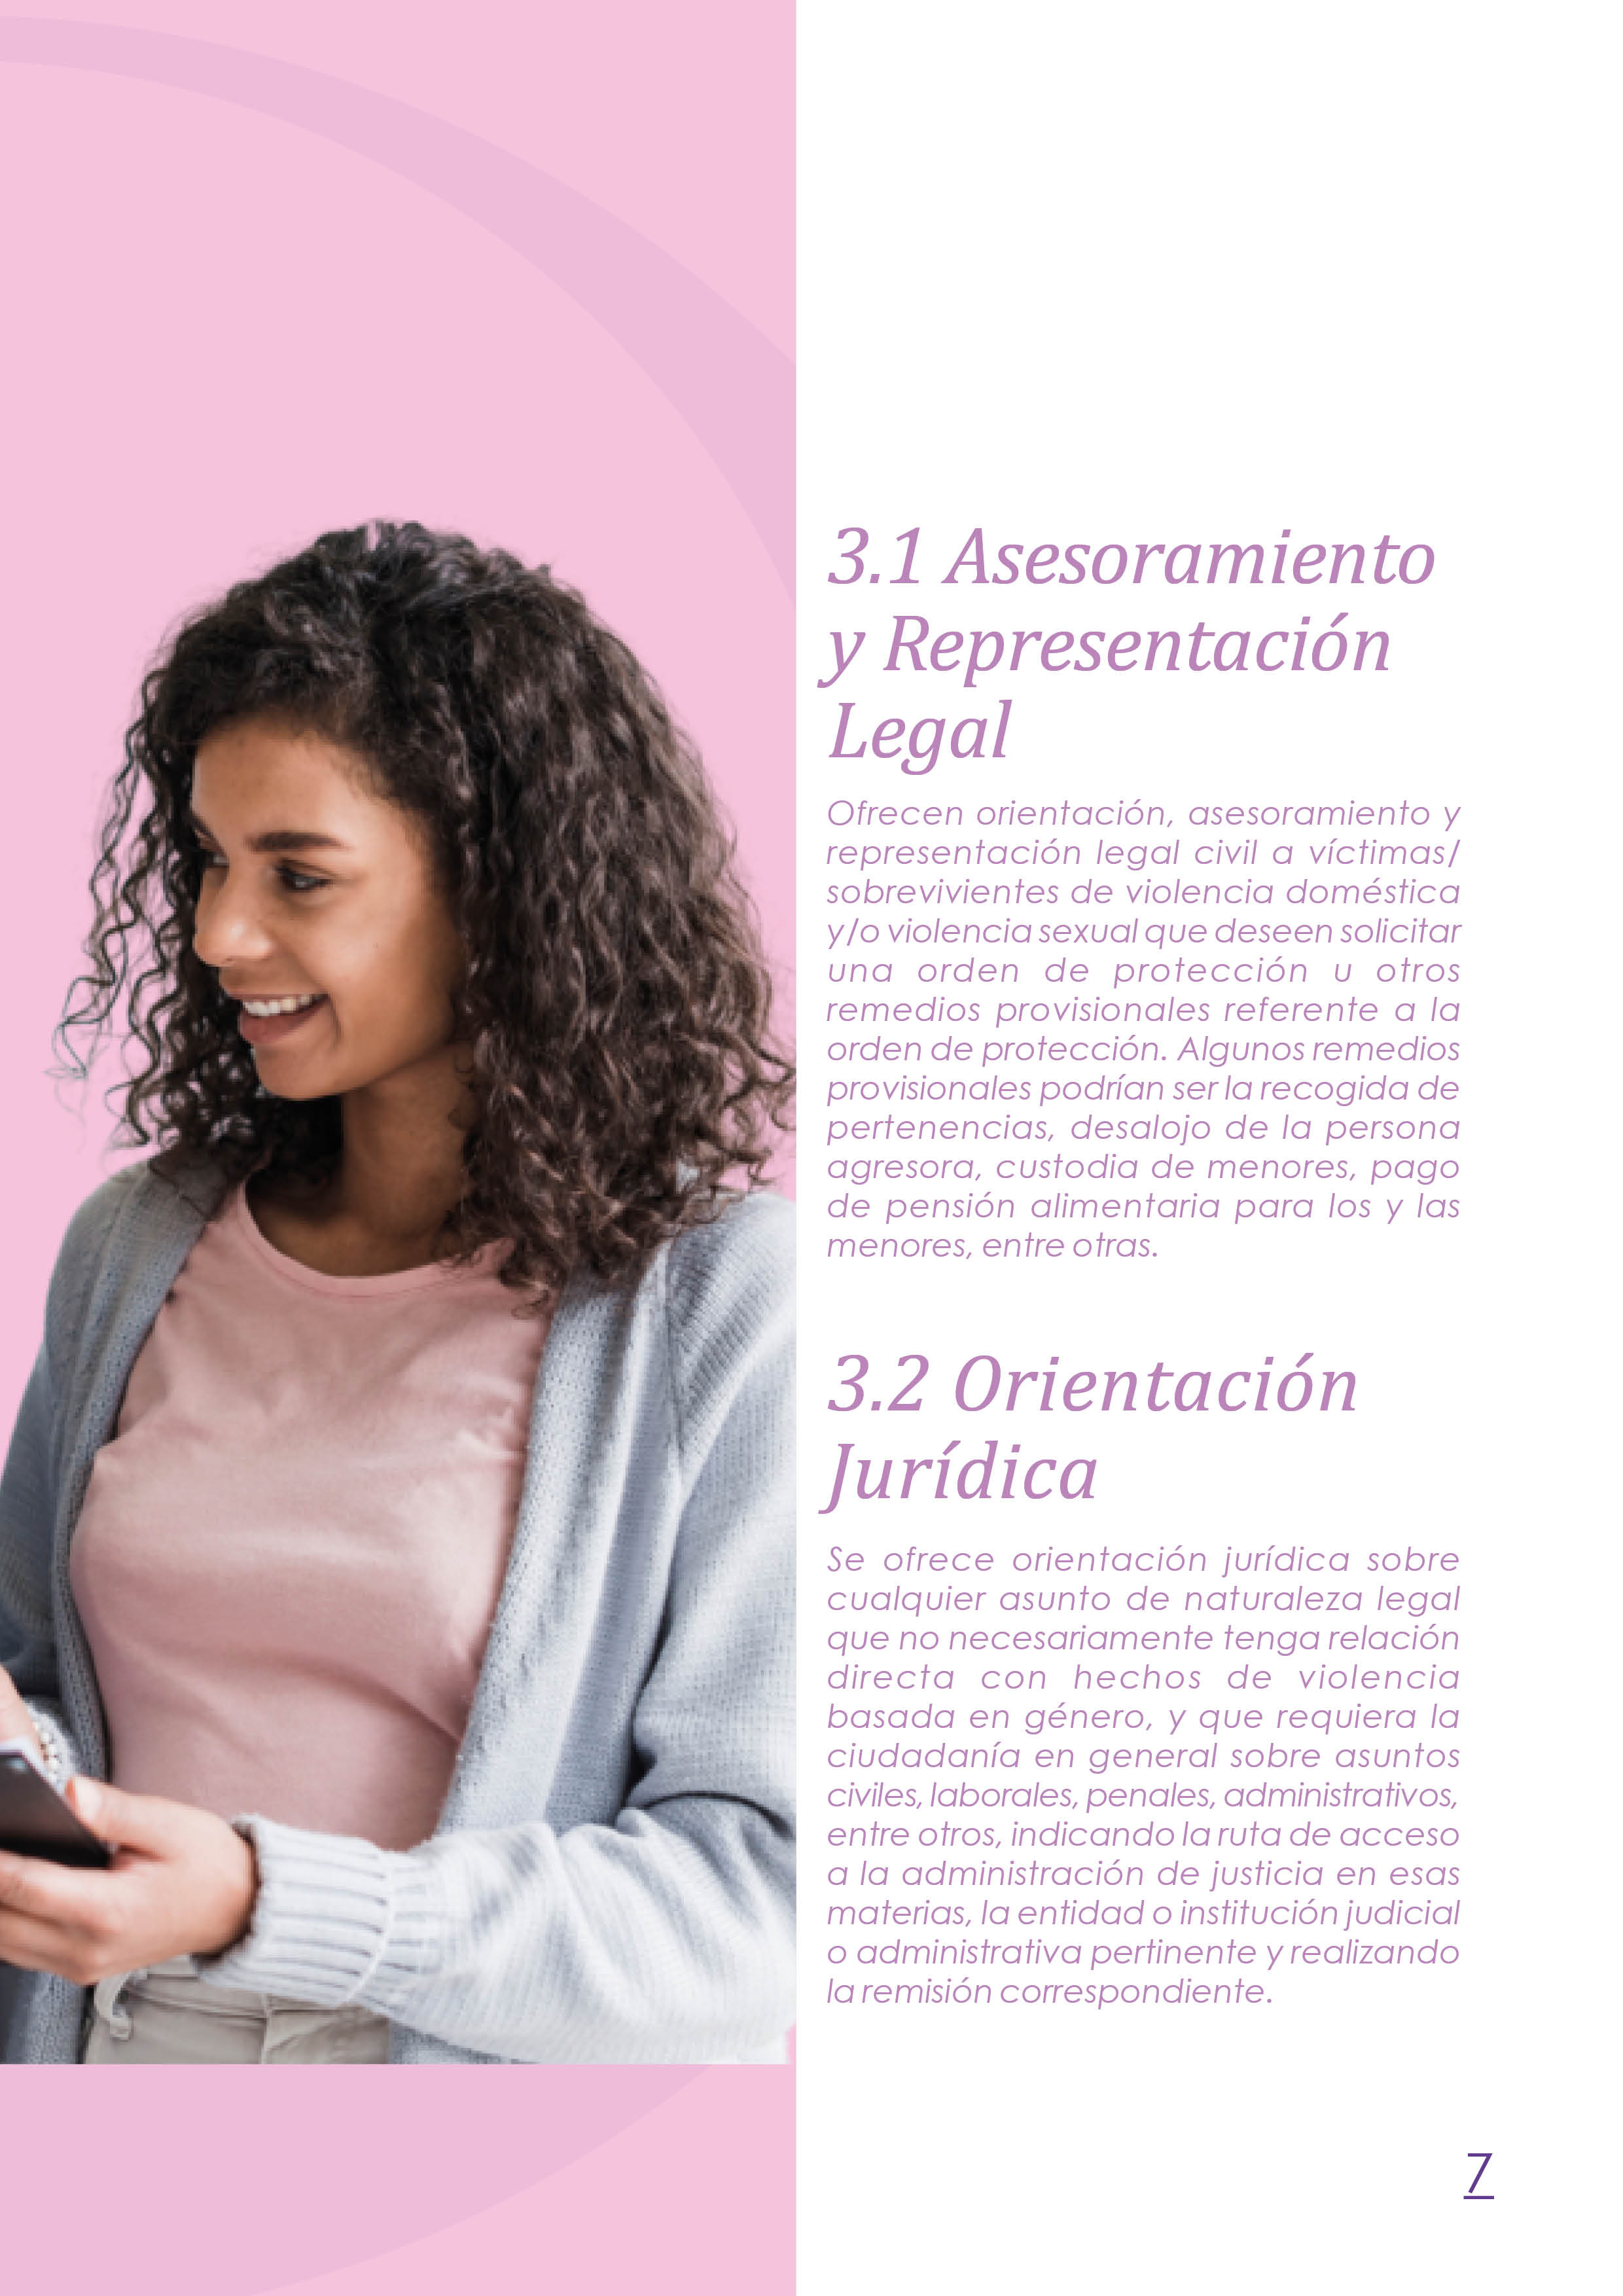 3.1 Asesoramiento
y Representación
Legal
Ofrecen orientación, asesoramiento y
representación legal civil a víctimas/
sobrevivientes de violencia doméstica
y/o violencia sexual que deseen solicitar
una orden de protección u otros
remedios provisionales referente a la
orden de protección. Algunos remedios
provisionales podrían ser la recogida de
pertenencias, desalojo de la persona
agresora, custodia de menores, pago
de pensión alimentaria para los y las
menores, entre otras.
3.2 Orientación
Jurídica
Se ofrece orientación jurídica sobre
cualquier asunto de naturaleza legal
que no necesariamente tenga relación
directa con hechos de violencia
basada en género, y que requiera la
ciudadanía en general sobre asuntos
civiles, laborales, penales, administrativos,
entre otros, indicando la ruta de acceso
a la administración de justicia en esas
materias, la entidad o institución judicial
o administrativa pertinente y realizando
la remisión correspondiente.
7